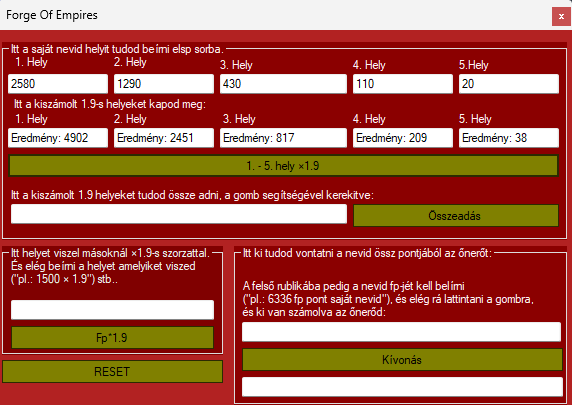 Forge Of Empires
x
Itt a saját nevid helyit tudod beírni elsp sorba.
1. Hely 2. Hely 3. Hely 4. Hely 5.Hely
2580 1290 430 110 20
Itt a kiszámolt 1.9-s helyeket kapod meg:
1. Hely 2. Hely 3. Hely 4. Hely 5. Hely
Eredmény: 4902 Eredmény: 2451 Eredmény: 817 Eredmény: 209 Eredmény: 38
1. - 5. hely ×1.9
Itt a kiszámolt 1.9 helyeket tudod össze adni, a gomb segítségével kerekitve:
Összeadás
Itt helyet viszel másoknál ×1.9-s szorzattal.
És elég beírni a helyet amelyiket viszed
("pl.: 1500 × 1.9") stb..
Fp*1.9
RESET
Itt ki tudod vontatni a nevid össz pontjából az őnerőt:
A felső rublikába pedig a nevid fp-jét kell beírni
("pl.: 6336 fp pont saját nevid"), és elég rá lattintani a gombra,
és ki van számolva az őnerőd:
Kívonás